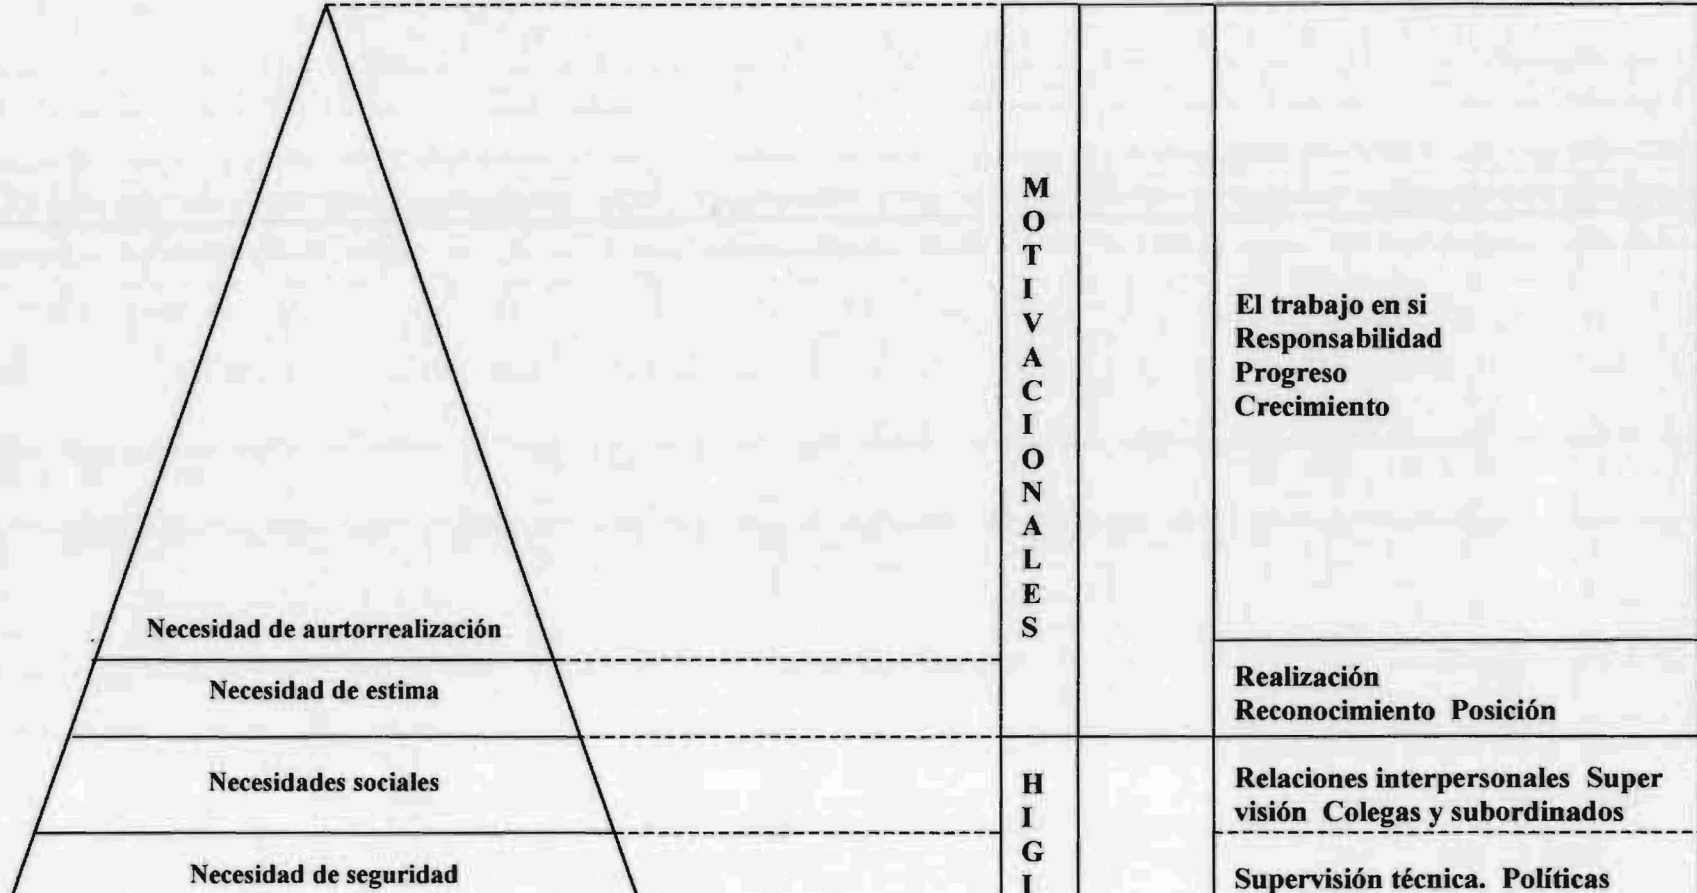 Necesidad de aurtorrealización
Necesidad de estima
Necesidades sociales
Necesidad de seguridad
M
O
T
I
V
A
C
I
O
N
A
L
E
S
H
I
G
I
El trabajo en si
Responsabilidad
Progreso
Crecimiento
Realización
Reconocimiento Posición
Relaciones interpersonales Super
visión Colegas y subordinados
Supervisión técnica. Políticas